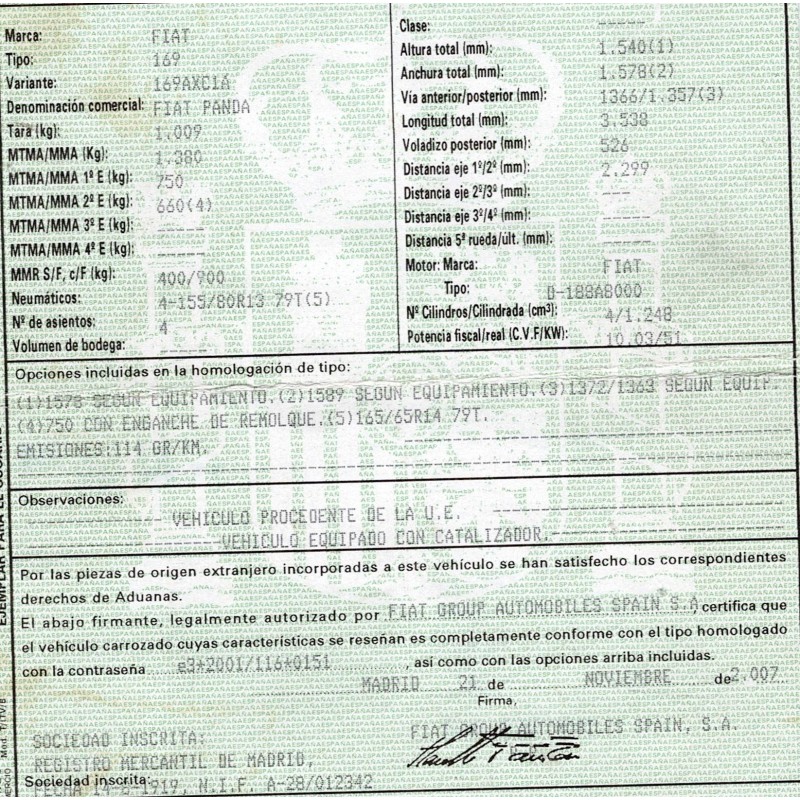 Marca: FIAT
Tipo: 169
Variante: 169AXC1A
Denominación comercial: FIAT PANDA
Tara (kg): 1.009
MTMA/MMA (Kg): 1.380
MTMA/MMA 1º E (kg): 750
MTMA/MMA 2º E (kg): 660(4)
MTMA/MMA 3º E (kg): -----
MTMA/MMA 4º E (kg): -----
MMR S/F, c/F (kg): 400/900
Neumáticos: 4-155/80R13 79T(5)
Nº de asientos: 4
Volumen de bodega:
Clase: -----
Altura total (mm): 1.540(1)
Anchura total (mm): 1.578(2)
Via anterior/posterior (mm): 1366/1.357(3)
Longitud total (mm): 3.538
Voladizo posterior (mm): 526
Distancia eje 1º/2º (mm): 2.299
Distancia eje 2º/3º (mm): ---
Distancia eje 3º/4º (mm): -----
Distancia 5ª rueda/últ. (mm): -----
Motor: Marca: FIAT
Tipo: D-188A8000
Nº Cilindros/Cilindrada (cm³): 4/1.248
Potencia fiscal/real (C.V.F/KW): 10.03/51
Opciones incluidas en la homologación de tipo:
(1)1578 SEGUN EQUIPAMIENTO.(2)1589 SEGUN EQUIPAMIENTO.(3)1372/1363 SEGUN EQUIP.
(4)750 CON ENGANCHE DE REMOLQUE.(5)165/65R14 79T.
EMISIONES:114 GR/KM.
Observaciones:
VEHICULO PROCEDENTE DE LA U.E.
VEHICULO EQUIPADO CON CATALIZADOR.
Por las piezas de origen extranjero incorporadas a este vehículo se han satisfecho los correspondientes
derechos de Aduanas.
El abajo firmante, legalmente autorizado por FIAT GROUP AUTOMOBILES SPAIN S.A, certifica que
el vehículo carrozado cuyas características se reseñan es completamente conforme con el tipo homologado
con la contraseña e3*2001/116*0151, así como con las opciones arriba incluidas.
MADRID 21 de NOVIEMBRE de 2.007
Firma,
FIAT GROUP AUTOMOBILES SPAIN, S.A.
SOCIEDAD INSCRITA:
REGISTRO MERCANTIL DE MADRID,
Sociedad inscrita:
FECHA 14-6-1919, N.I.F. A-28/012342